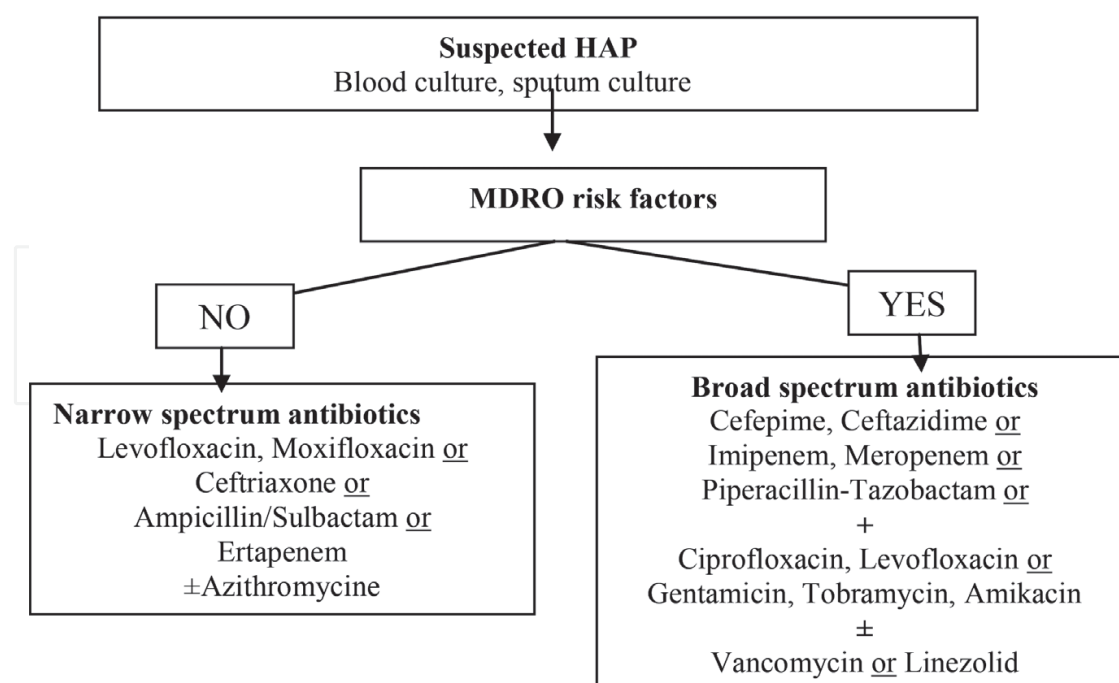 Suspected HAP
Blood culture, sputum culture
MDRO risk factors
NO
YES
Narrow spectrum antibiotics
Levofloxacin, Moxifloxacin or
Ceftriaxone or
Ampicillin/Sulbactam or
Ertapenem
±Azithromycine
Broad spectrum antibiotics
Cefepime, Ceftazidime or
Imipenem, Meropenem or
Piperacillin-Tazobactam or
+
Ciprofloxacin, Levofloxacin or
Gentamicin, Tobramycin, Amikacin
±
Vancomycin or Linezolid